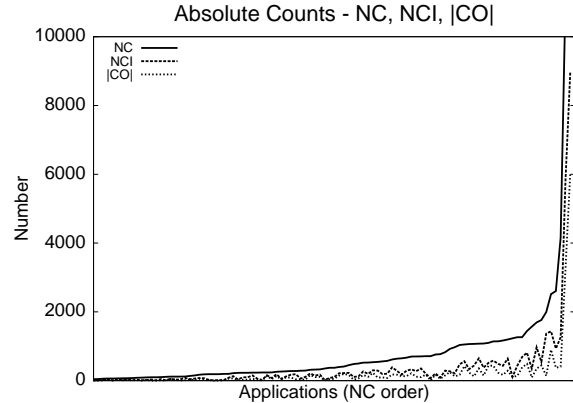 Absolute Counts - NC, NCI, |CO|
10000
8000
6000
4000
2000
0
Number
NC
NCI
|CO|
Applications (NC order)